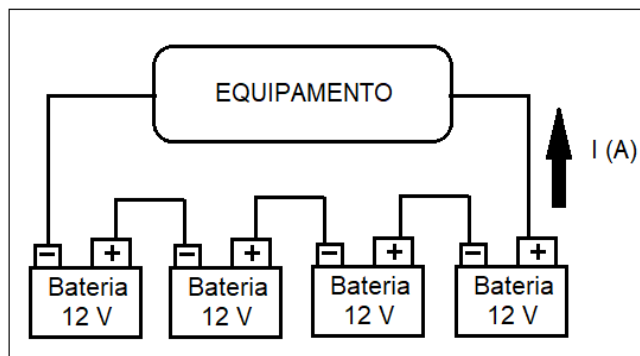 EQUIPAMENTO
I (A)
- + - + - + - +
Bateria Bateria Bateria Bateria
12 V 12 V 12 V 12 V